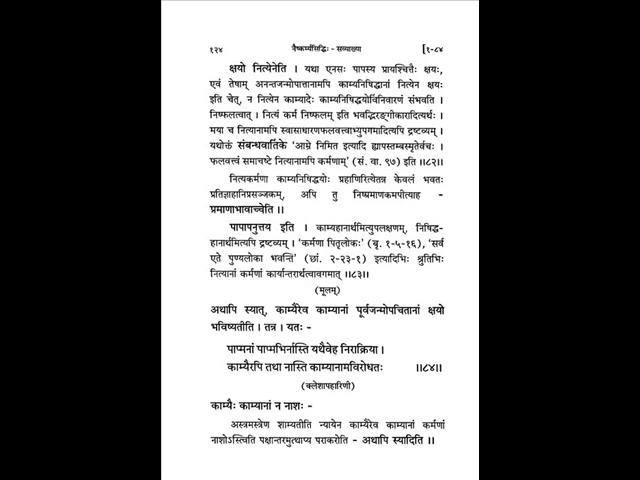 १२४
नैष्कर्म्यसिद्धिः - सव्याख्या
[१-८४
क्षयो नित्येनेति । यथा एनसः पापस्य प्रायश्चित्तैः क्षयः,
एवं तेषाम् अनन्तजन्मोपात्तानामपि काम्यनिषिद्धानां नित्येन क्षयः
इति चेत्, न नित्येन काम्यादेः काम्यनिषिद्धयोर्विनिवारणं संभवति ।
निष्फलत्वात् । नित्यं कर्म निष्फलम् इति भवद्भिरङ्गीकारादित्यर्थः ।
मया च नित्यानामपि स्वासाधारणफलवत्त्वाभ्युपगमादित्यपि द्रष्टव्यम् ।
यथोक्तं संबन्धवार्तिके 'आम्रे निमित्त इत्यादि ह्यापस्तम्बस्मृतेर्वचः ।
फलवत्त्वं समाचष्टे नित्यानामपि कर्मणाम्' (सं. वा. ९७) इति ॥८२॥
नित्यकर्मणा काम्यनिषिद्धयोः प्रहाणिरित्येतन्न केवलं भवतः
प्रतिज्ञाहानिप्रसञ्जकम्, अपि तु निष्प्रमाणकमपीत्याह -
प्रमाणाभावाच्चेति ॥
पापापनुत्तय इति । काम्यहानार्थमित्युपलक्षणम्, निषिद्ध-
हानार्थमित्यपि द्रष्टव्यम् । 'कर्मणा पितृलोकः' (बृ. १-५-१६), 'सर्व
एते पुण्यलोका भवन्ति' (छां. २-२३-१) इत्यादिभिः श्रुतिभिः
नित्यानां कर्मणां कार्यान्तरार्थत्वावगमात् ॥८३॥
(मूलम्)
अथापि स्यात्, काम्यैरेव काम्यानां पूर्वजन्मोपचितानां क्षयो
भविष्यतीति । तन्न । यतः -
पाप्मनां पाप्मभिर्नास्ति यथैवेह निराक्रिया ।
काम्यैरपि तथा नास्ति काम्यानामविरोधतः ॥८४॥
(क्लेशापहारिणी)
काम्यैः काम्यानां न नाशः -
अस्त्रमस्त्रेण शाम्यतीति न्यायेन काम्यैरेव काम्यानां कर्मणां
नाशोऽस्त्विति पक्षान्तरमुत्थाप्य पराकरोति - अथापि स्यादिति ॥